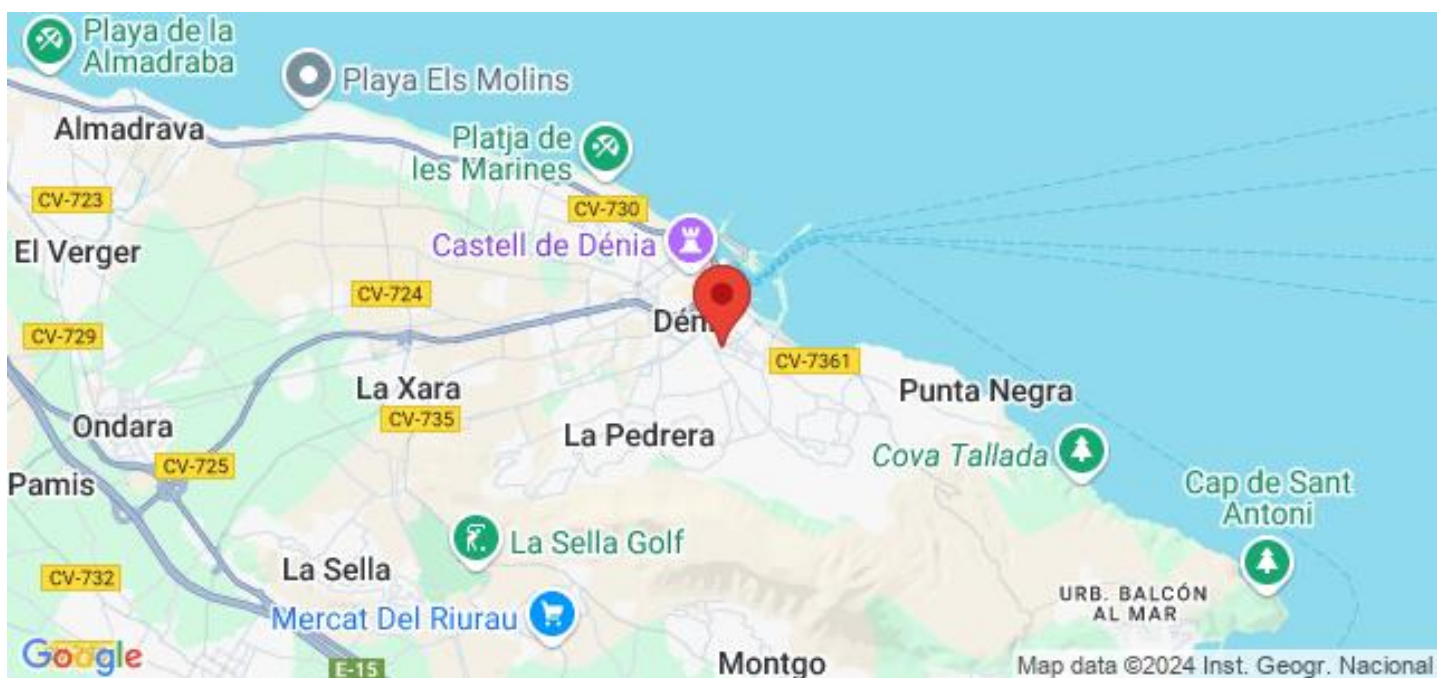 Playa de la
Almadraba
Playa Els Molins
Almadrava
Platja de
les Marines
CV-723
CV-730
El Verger
Castell de Dénia
CV-724
CV-729
CV-7361
La Xara
Punta Negra
CV-735
Ondara
La Pedrera
Cova Tallada
CV-725
Pamis
Cap de Sant
Antoni
La Sella Golf
La Sella
CV-732
URB. BALCÓN
AL MAR
Mercat Del Riurau
Google
E-15
Montgo
Map data ©2024 Inst. Geogr. Nacional